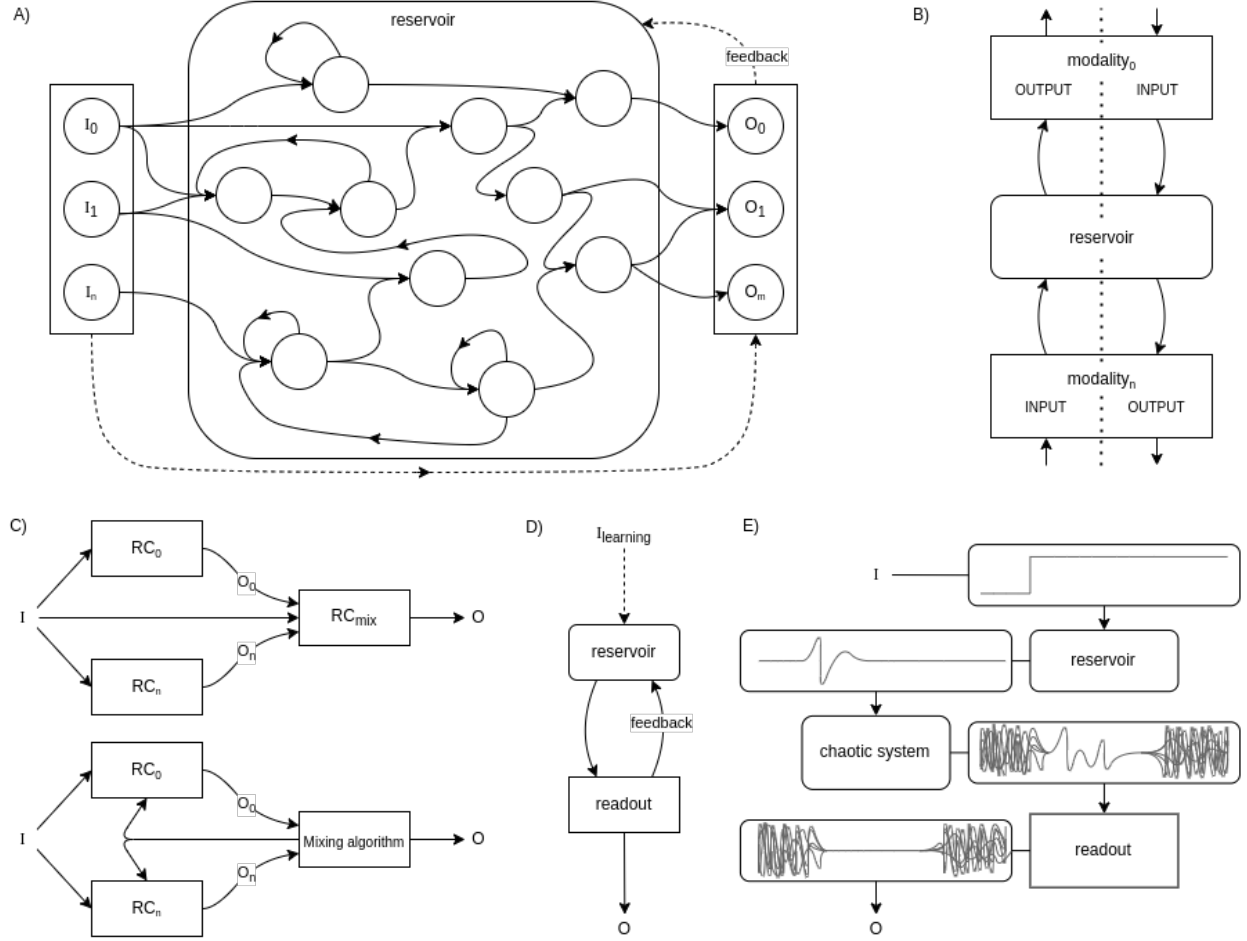 A)
reservoir
feedback
I₀
I₁
Iₙ
O₀
O₁
Oₘ
B)
modality₀
OUTPUT INPUT
reservoir
modalityₙ
INPUT OUTPUT
C)
I
RC₀
O₀
RCₙ
Oₙ
RCmix
O
I
RC₀
O₀
RCₙ
Oₙ
Mixing algorithm
O
D)
Ilearning
reservoir
feedback
readout
O
E)
I
reservoir
chaotic system
readout
O